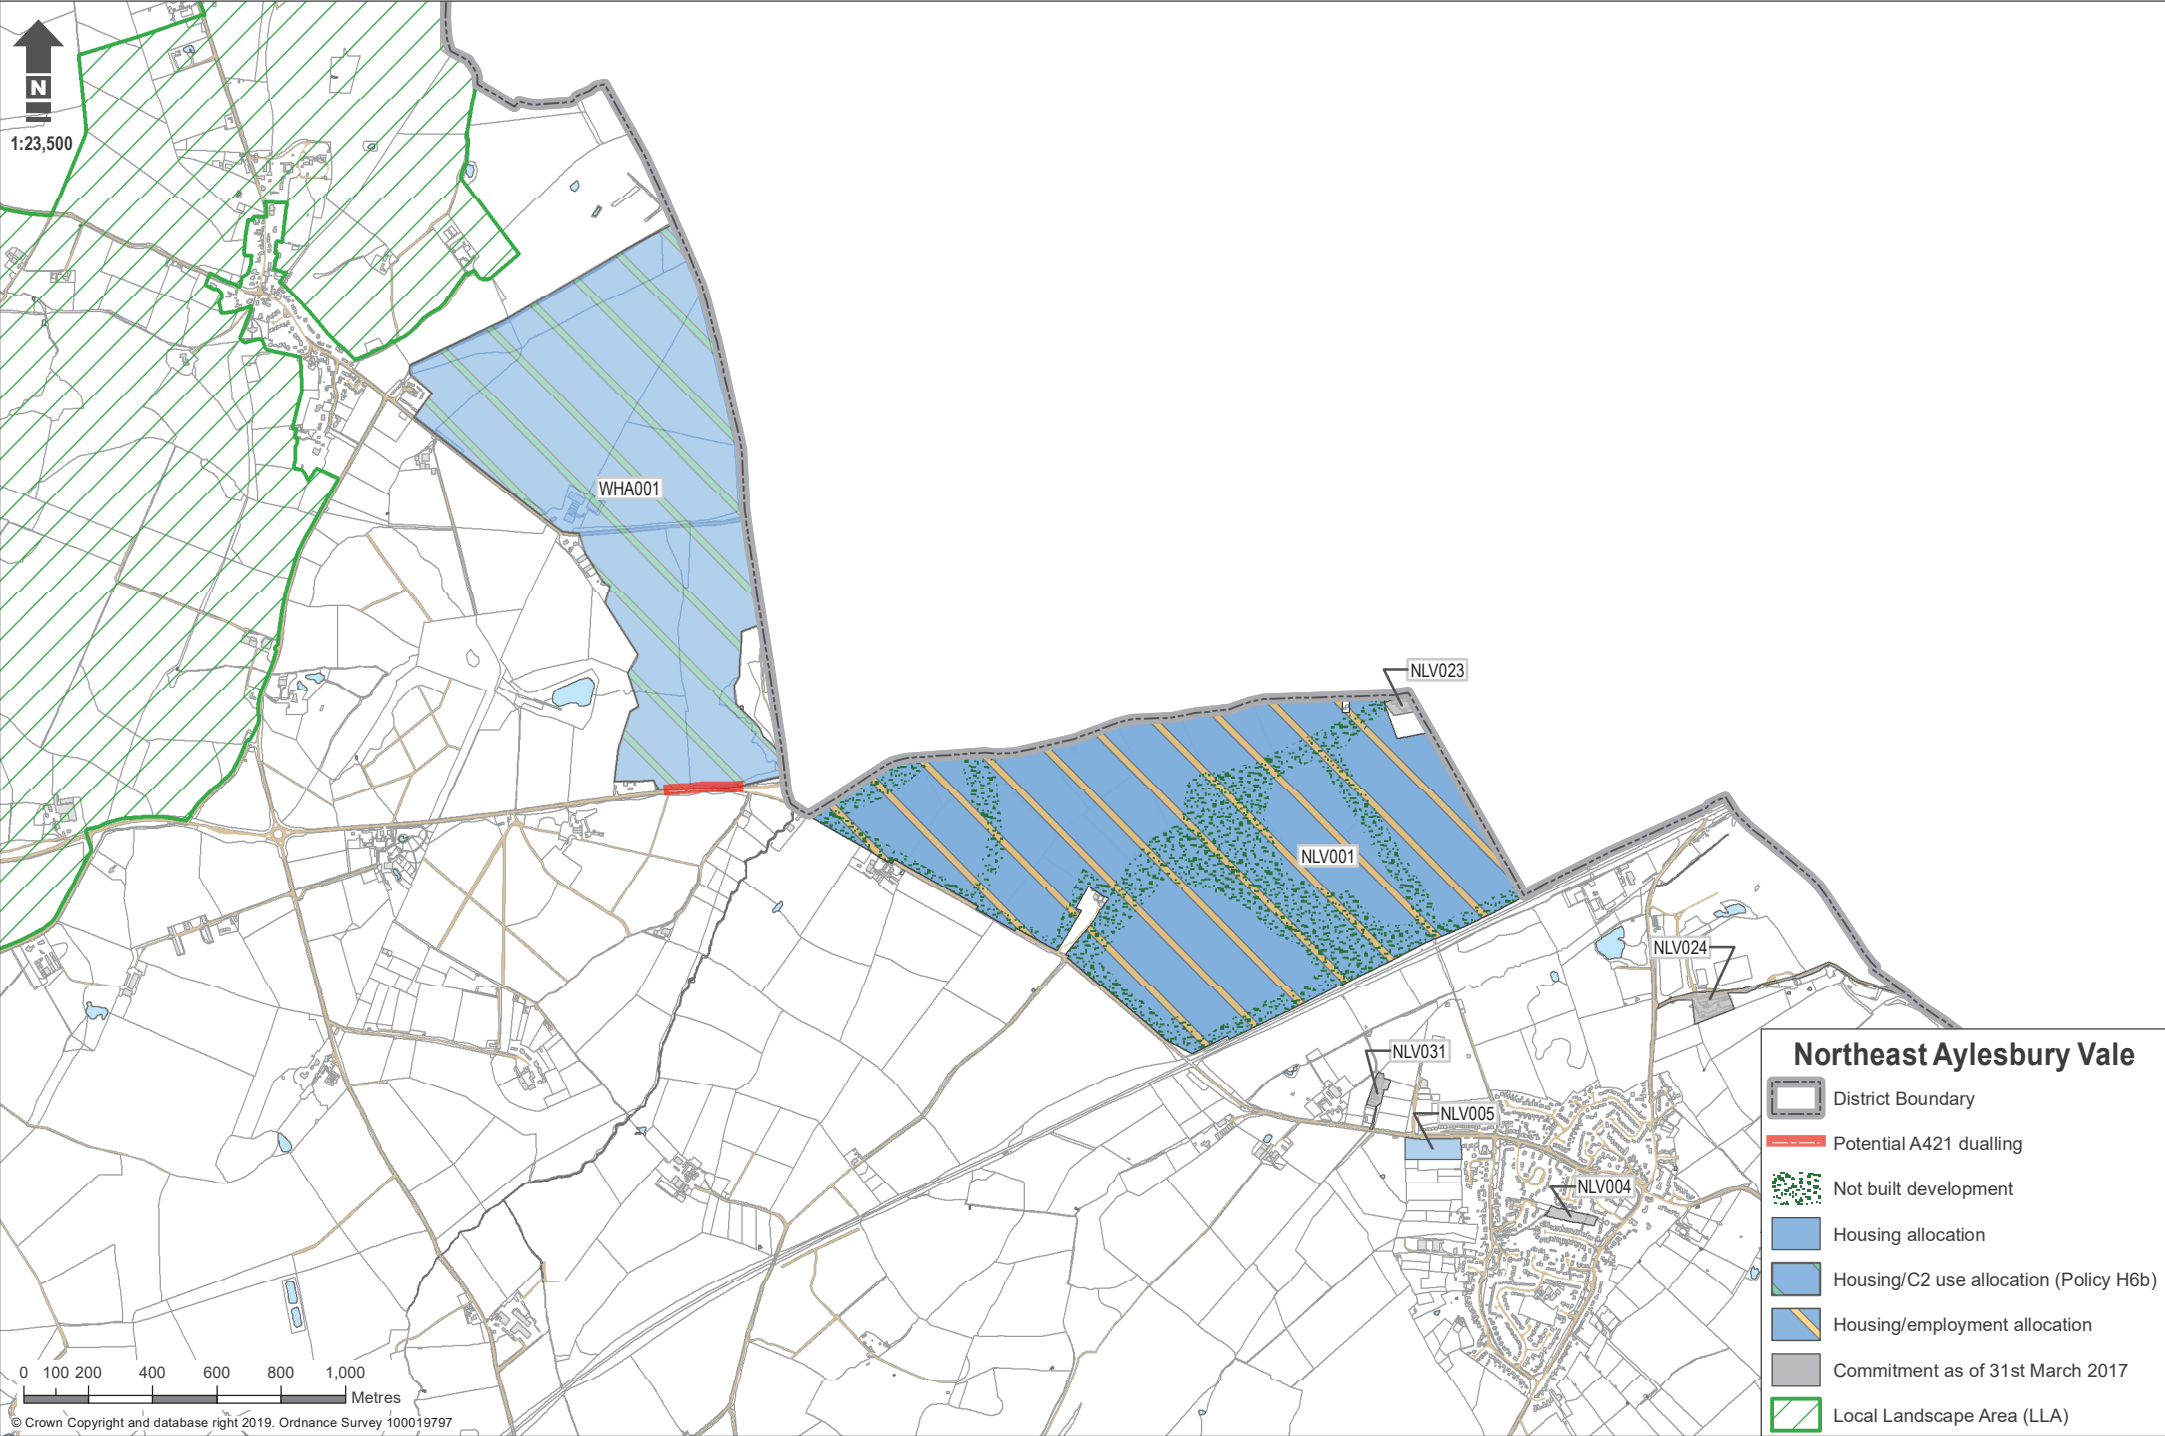 N
1:23,500
WHA001
NLV023
NLV001
NLV024
NLV031
NLV005
NLV004
Northeast Aylesbury Vale
District Boundary
Potential A421 dualling
Not built development
Housing allocation
Housing/C2 use allocation (Policy H6b)
Housing/employment allocation
Commitment as of 31st March 2017
Local Landscape Area (LLA)
0 100 200 400 600 800 1,000
Metres
© Crown Copyright and database right 2019. Ordnance Survey 100019797